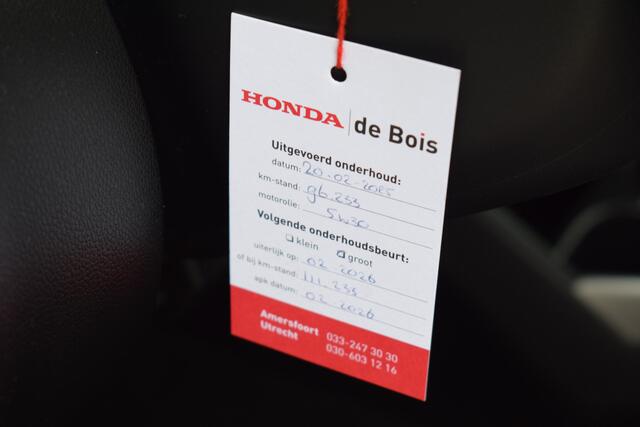 HONDA de Bois
Uitgevoerd onderhoud:
datum: 20-02-2025
km-stand: 96.233
motorolie: 5W30
Volgende onderhoudsbeurt:
klein groot
uiterlijk op: 02 2026
of bij km-stand: 111.233
apk datum: 02 2026
Amersfoort 033-247 30 30
Utrecht 030-603 12 16